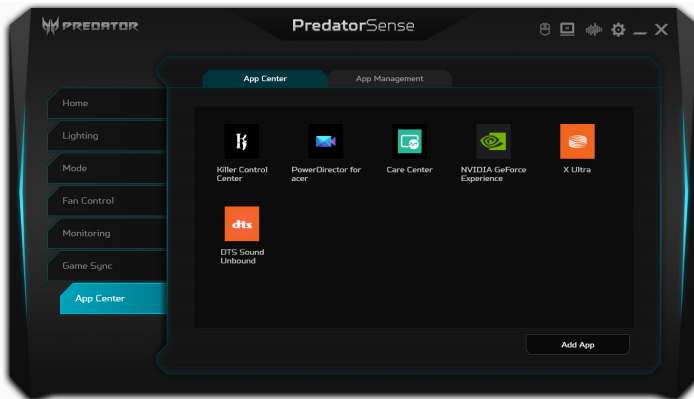 PREDATOR
PredatorSense
App Center
App Management
Home
Lighting
Mode
Fan Control
Monitoring
Game Sync
App Center
Killer Control
Center
PowerDirector for
acer
Care Center
NVIDIA GeForce
Experience
X Ultra
dts
DTS Sound
Unbound
Add App